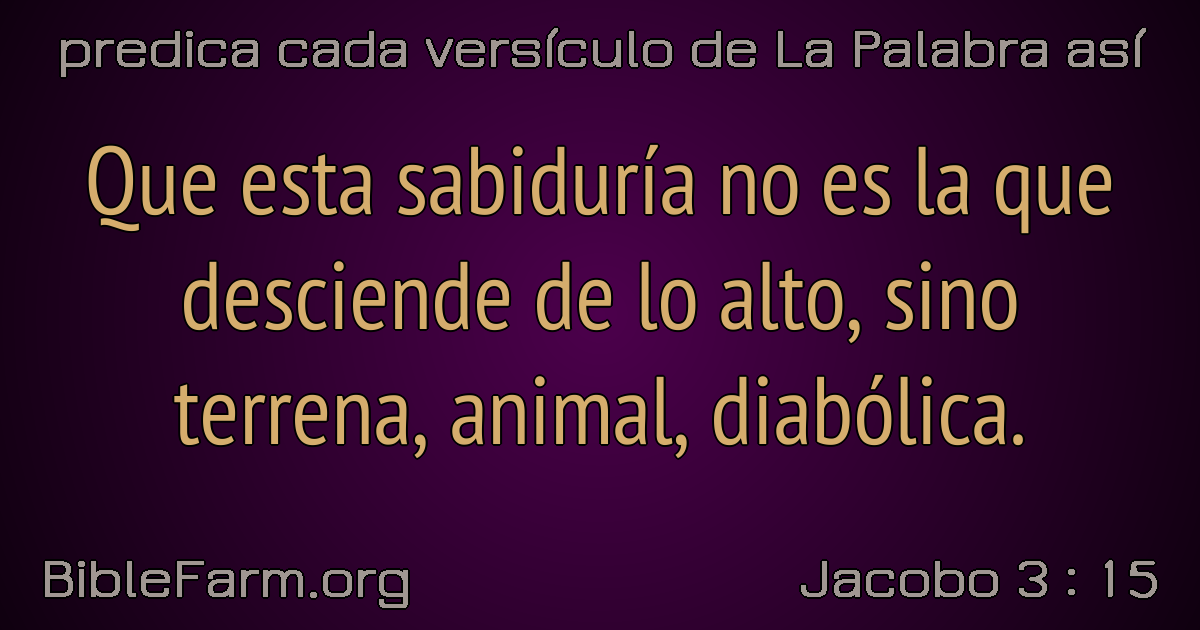 predica cada versículo de La Palabra así
Que esta sabiduría no es la que
desciende de lo alto, sino
terrena, animal, diabólica.
BibleFarm.org
Jacobo 3 : 15